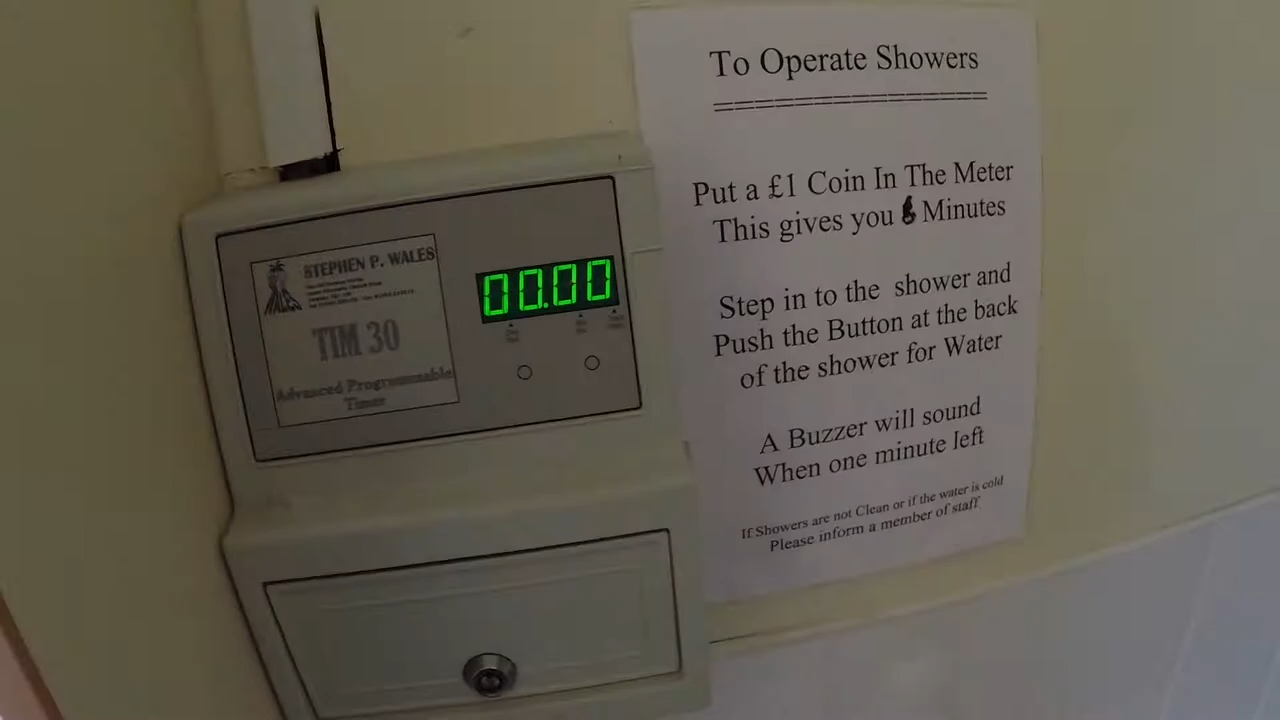 To Operate Showers
====================
Put a £1 Coin In The Meter
This gives you 6 Minutes
Step in to the shower and
Push the Button at the back
of the shower for Water
A Buzzer will sound
When one minute left
If Showers are not Clean or if the water is cold
Please inform a member of staff
STEPHEN P. WALES
WALES
TIM 30
Advanced Programmable
Timer
00.00